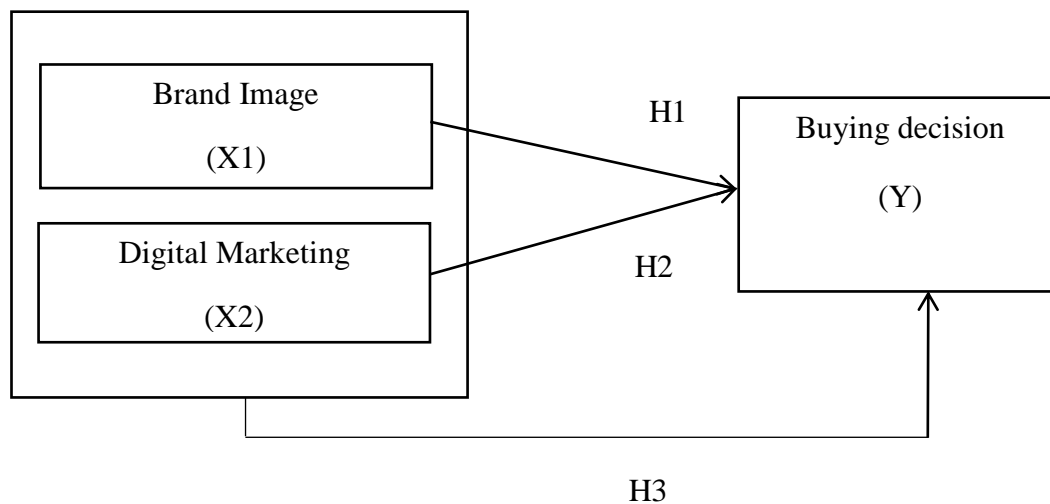 Brand Image
(X1)
H1
Buying decision
(Y)
Digital Marketing
(X2)
H2
H3